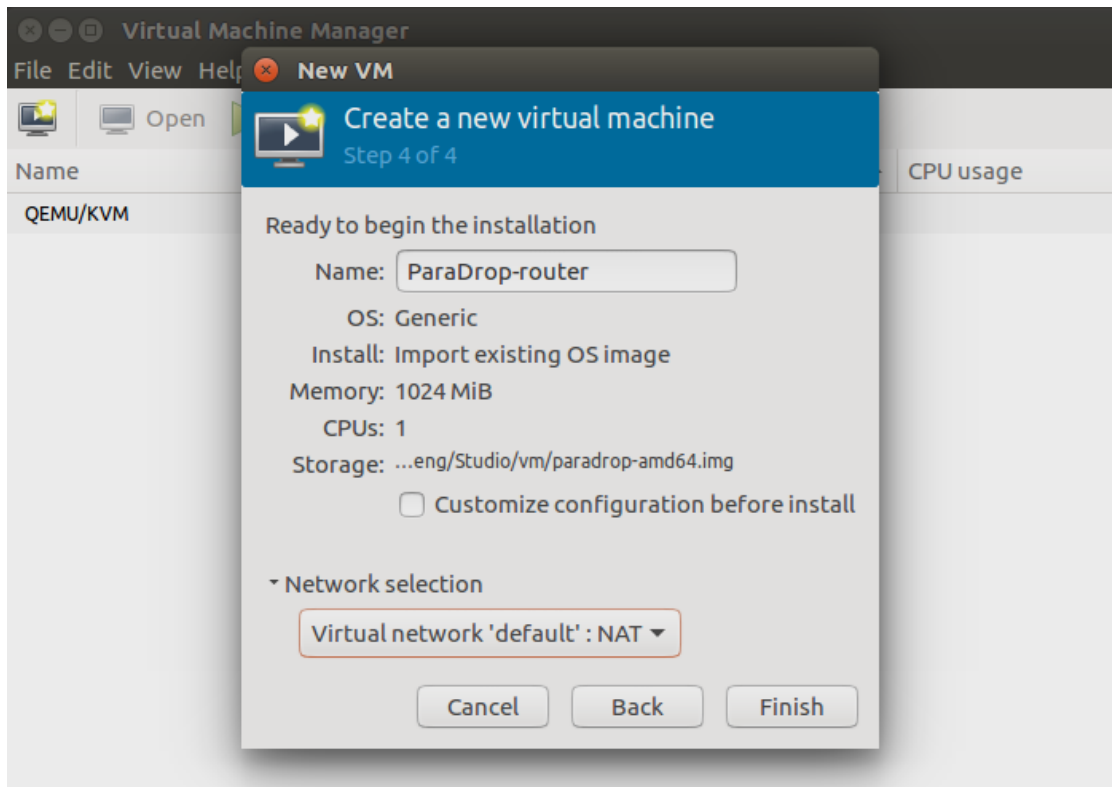 Virtual Machine Manager
File Edit View Help
New VM
Create a new virtual machine
Step 4 of 4
Open
Name
CPU usage
QEMU/KVM
Ready to begin the installation
Name: ParaDrop-router
OS: Generic
Install: Import existing OS image
Memory: 1024 MiB
CPUs: 1
Storage: ...eng/Studio/vm/paradrop-amd64.img
Customize configuration before install
Network selection
Virtual network 'default' : NAT
Cancel Back Finish